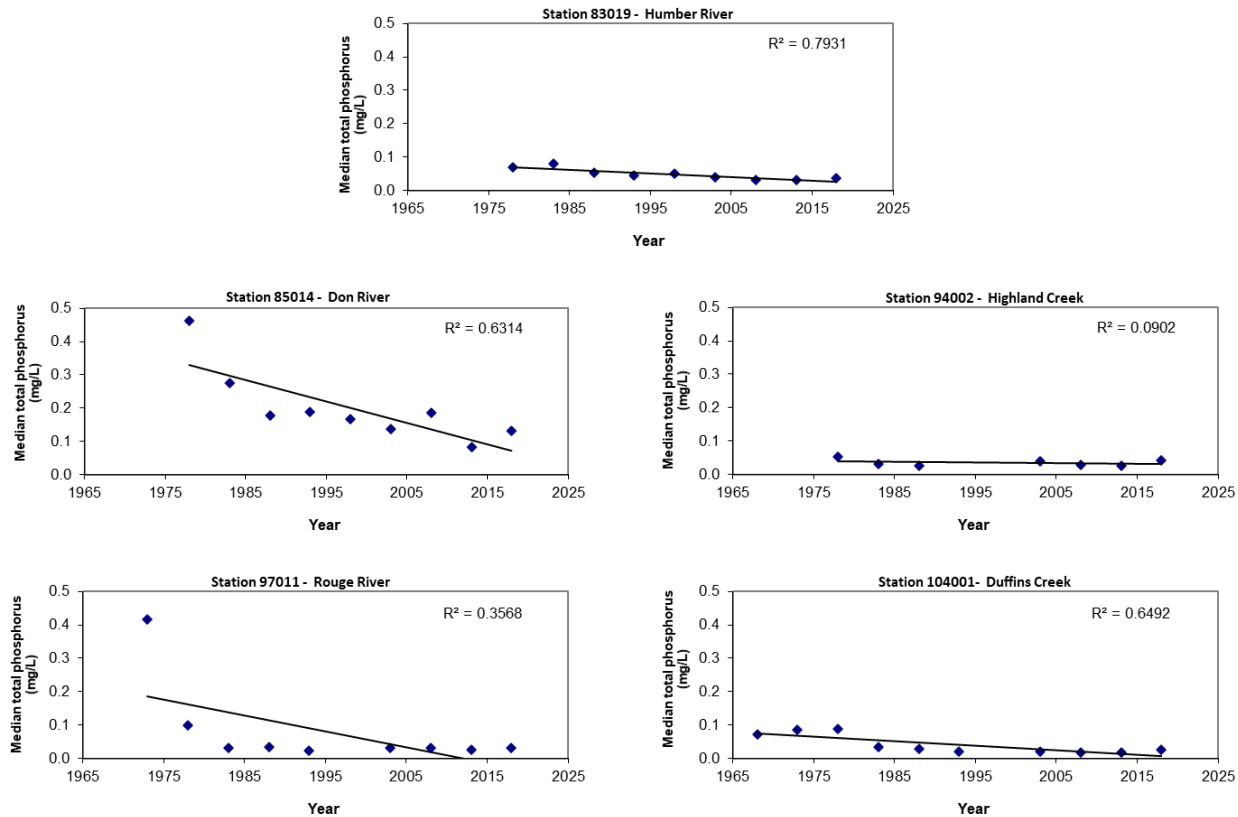 Station 83019 - Humber River
R² = 0.7931
Median total phosphorus
(mg/L)
0.5
0.4
0.3
0.2
0.1
0.0
1965 1975 1985 1995 2005 2015 2025
Year
Station 85014 - Don River
R² = 0.6314
Median total phosphorus
(mg/L)
0.5
0.4
0.3
0.2
0.1
0.0
1965 1975 1985 1995 2005 2015 2025
Year
Station 94002 - Highland Creek
R² = 0.0902
Median total phosphorus
(mg/L)
0.5
0.4
0.3
0.2
0.1
0.0
1965 1975 1985 1995 2005 2015 2025
Year
Station 97011 - Rouge River
R² = 0.3568
Median total phosphorus
(mg/L)
0.5
0.4
0.3
0.2
0.1
0.0
1965 1975 1985 1995 2005 2015 2025
Year
Station 104001- Duffins Creek
R² = 0.6492
Median total phosphorus
(mg/L)
0.5
0.4
0.3
0.2
0.1
0.0
1965 1975 1985 1995 2005 2015 2025
Year